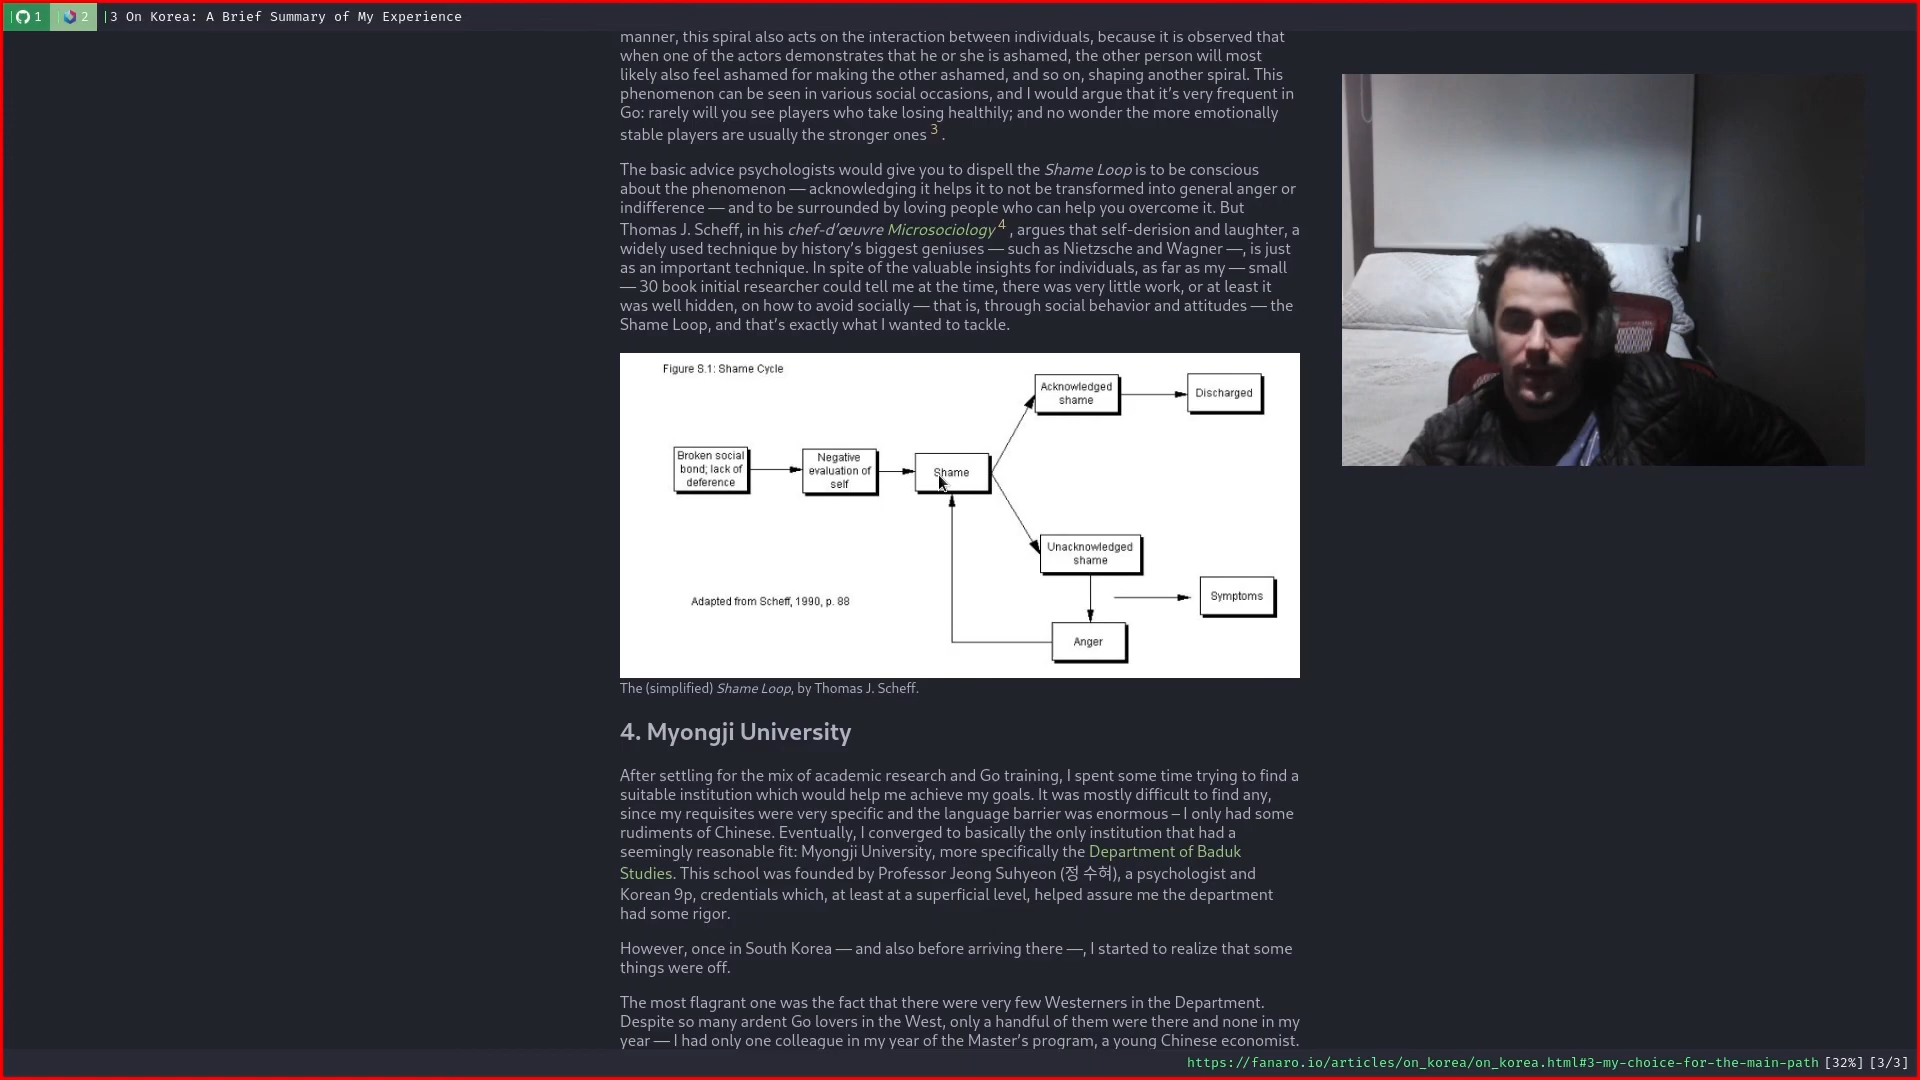 1 2 3 On Korea: A Brief Summary of My Experience
manner, this spiral also acts on the interaction between individuals, because it is observed that
when one of the actors demonstrates that he or she is ashamed, the other person will most
likely also feel ashamed for making the other ashamed, and so on, shaping another spiral. This
phenomenon can be seen in various social occasions, and I would argue that it’s very frequent in
Go: rarely will you see players who take losing healthily; and no wonder the more emotionally
stable players are usually the stronger ones 3 .
The basic advice psychologists would give you to dispell the Shame Loop is to be conscious
about the phenomenon — acknowledging it helps it to not be transformed into general anger or
indifference — and to be surrounded by loving people who can help you overcome it. But
Thomas J. Scheff, in his chef-d’œuvre Microsociology 4 , argues that self-derision and laughter, a
widely used technique by history’s biggest geniuses — such as Nietzsche and Wagner —, is just
as an important technique. In spite of the valuable insights for individuals, as far as my — small
— 30 book initial researcher could tell me at the time, there was very little work, or at least it
was well hidden, on how to avoid socially — that is, through social behavior and attitudes — the
Shame Loop, and that’s exactly what I wanted to tackle.
Figure S.1: Shame Cycle
Acknowledged
shame
Discharged
Broken social
bond; lack of
deference
Negative
evaluation of
self
Shame
Unacknowledged
shame
Symptoms
Adapted from Scheff, 1990, p. 88
Anger
The (simplified) Shame Loop, by Thomas J. Scheff.
4. Myongji University
After settling for the mix of academic research and Go training, I spent some time trying to find a
suitable institution which would help me achieve my goals. It was mostly difficult to find any,
since my requisites were very specific and the language barrier was enormous – I only had some
rudiments of Chinese. Eventually, I converged to basically the only institution that had a
seemingly reasonable fit: Myongji University, more specifically the Department of Baduk
Studies. This school was founded by Professor Jeong Suhyeon (정 수혀), a psychologist and
Korean 9p, credentials which, at least at a superficial level, helped assure me the department
had some rigor.
However, once in South Korea — and also before arriving there —, I started to realize that some
things were off.
The most flagrant one was the fact that there were very few Westerners in the Department.
Despite so many ardent Go lovers in the West, only a handful of them were there and none in my
year — I had only one colleague in my year of the Master’s program, a young Chinese economist.
https://fanaro.io/articles/on_korea/on_korea.html#3-my-choice-for-the-main-path [32%] [3/3]